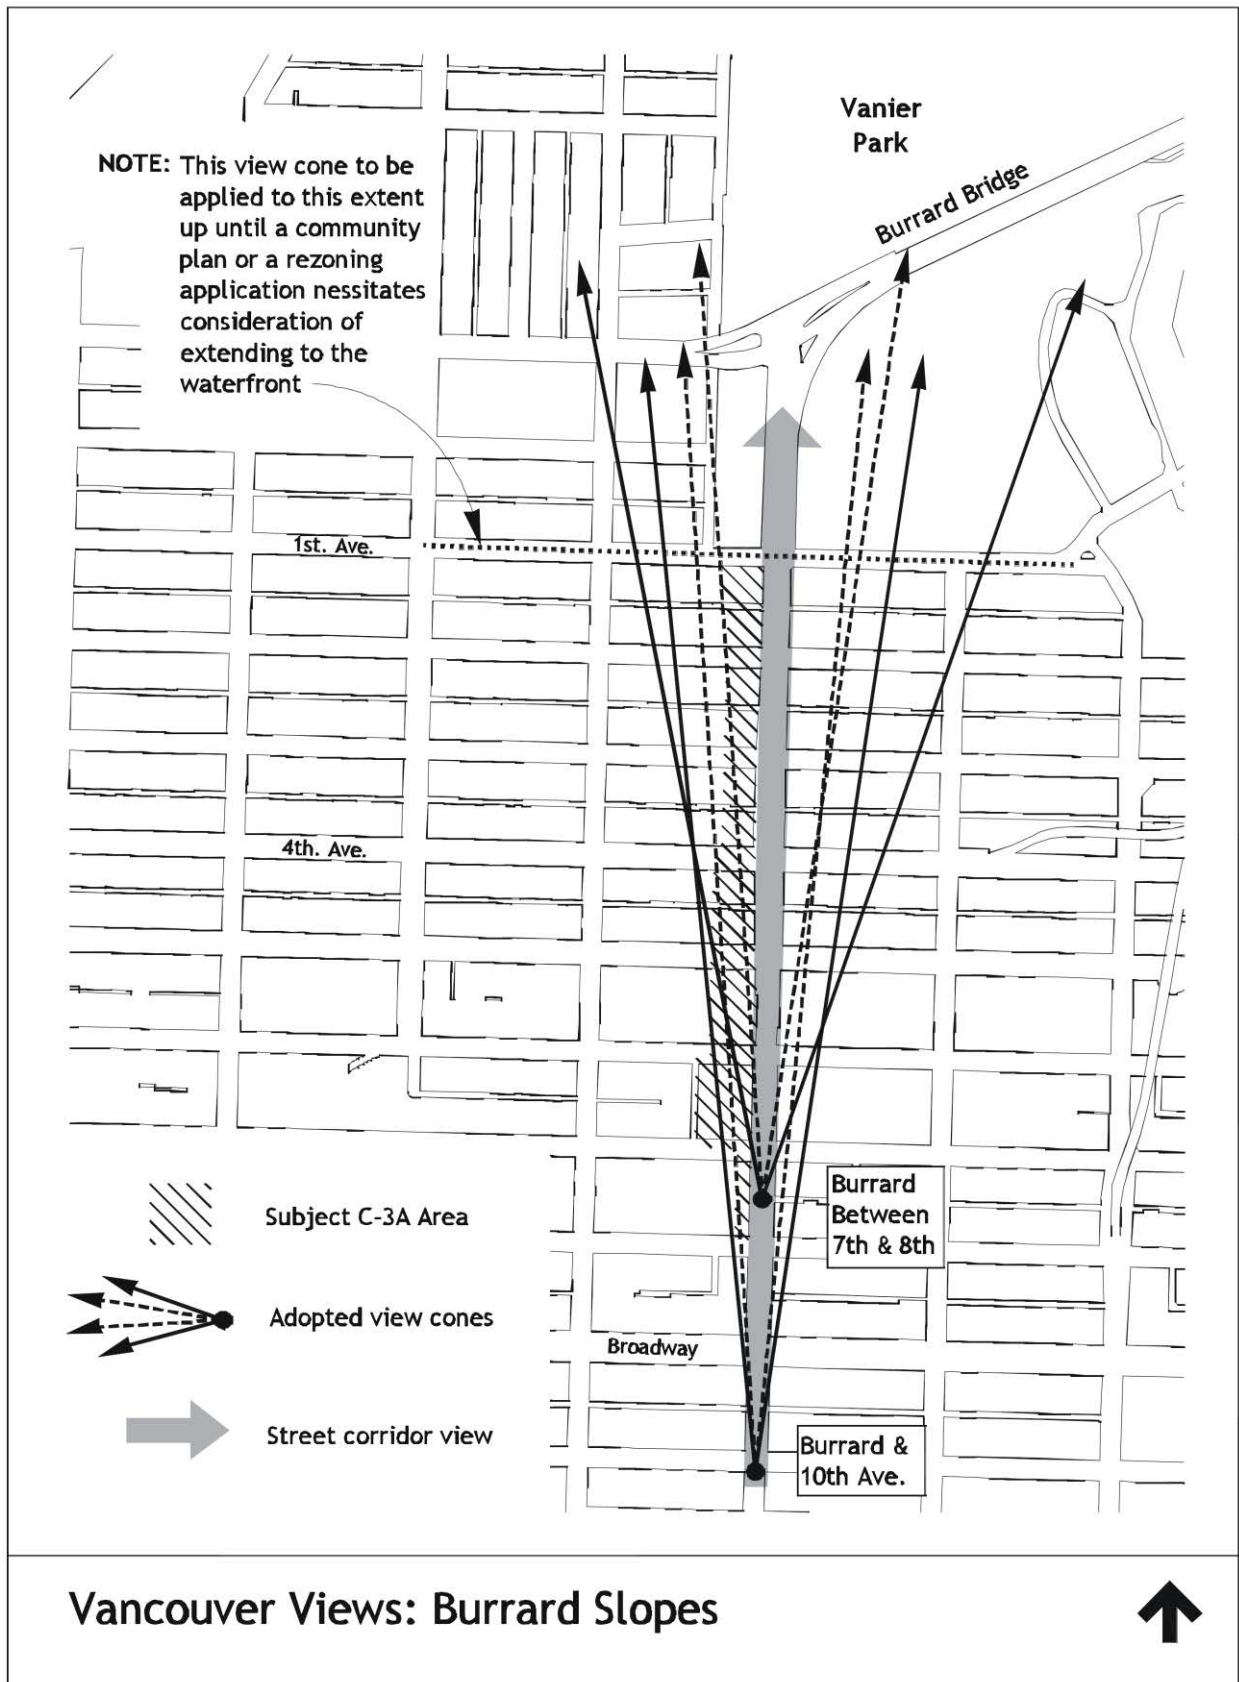 Vanier
Park
Burrard Bridge
NOTE: This view cone to be
applied to this extent
up until a community
plan or a rezoning
application nessitates
consideration of
extending to the
waterfront
1st. Ave.
4th. Ave.
Burrard
Between
7th & 8th
Subject C-3A Area
Adopted view cones
Broadway
Street corridor view
Burrard &
10th Ave.
Vancouver Views: Burrard Slopes